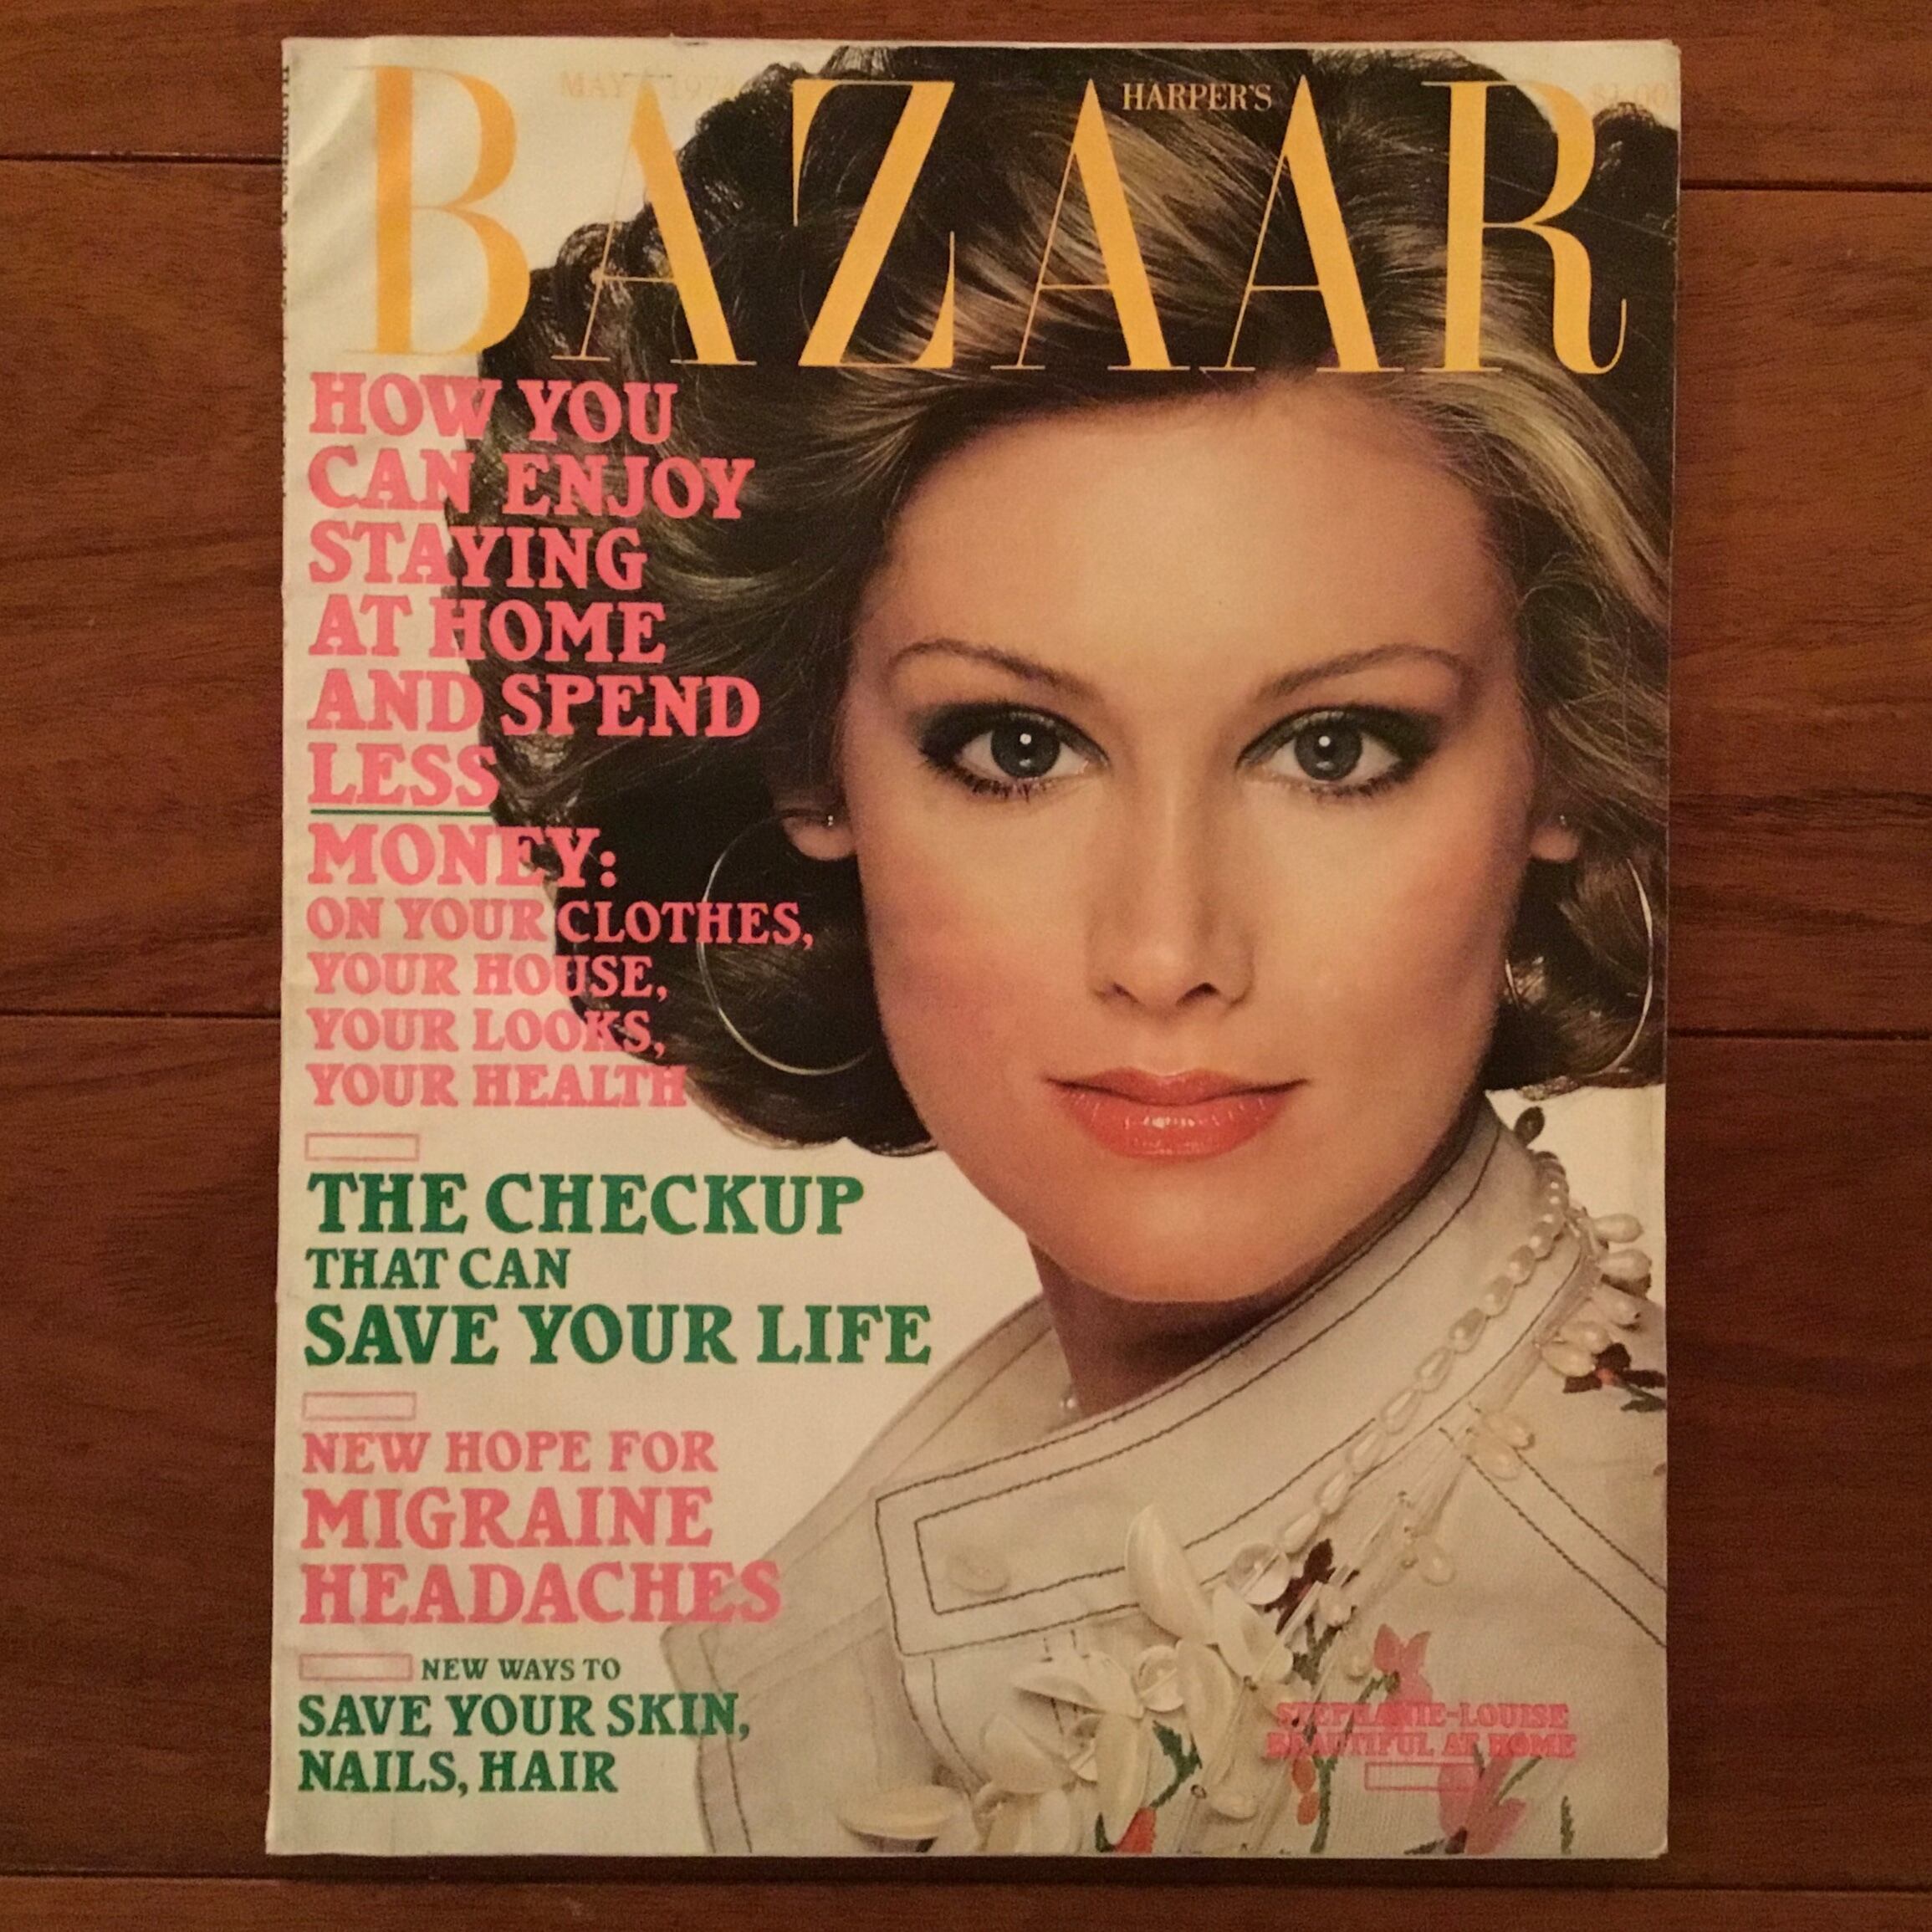 MAY 1974
HARPER'S
$1.00
BAZAAR
HOW YOU
CAN ENJOY
STAYING
AT HOME
AND SPEND
LESS
MONEY:
ON YOUR CLOTHES,
YOUR HOUSE,
YOUR LOOKS,
YOUR HEALTH
THE CHECKUP
THAT CAN
SAVE YOUR LIFE
NEW HOPE FOR
MIGRAINE
HEADACHES
NEW WAYS TO
SAVE YOUR SKIN,
NAILS, HAIR
STEPHANIE-LOUISE
BEAUTIFUL AT HOME